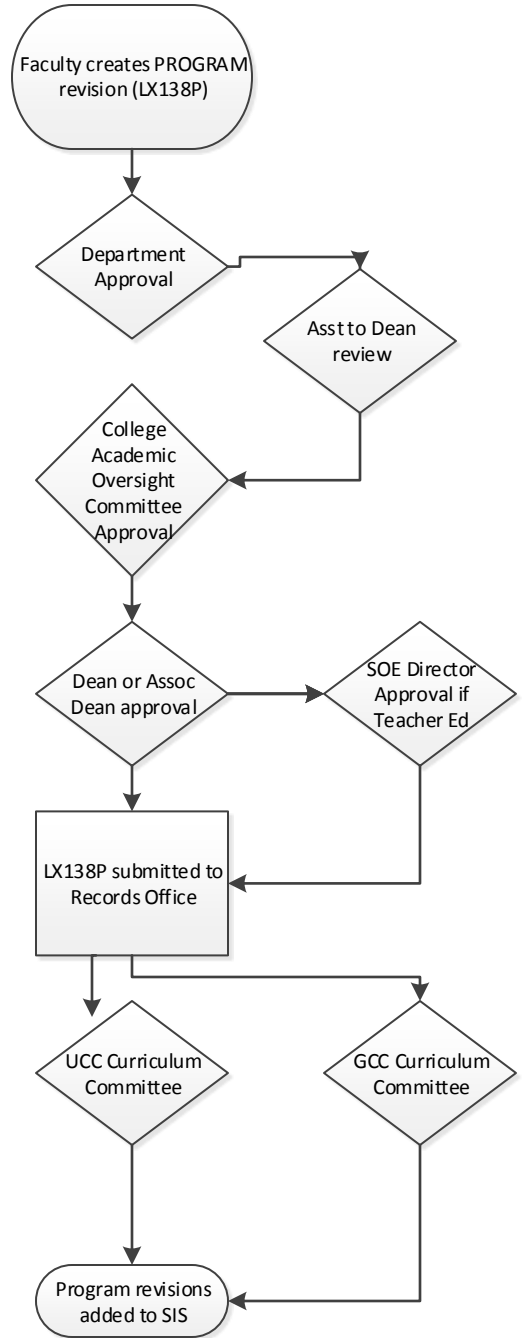 Faculty creates PROGRAM
revision (LX138P)
Department
Approval
Asst to Dean
review
College
Academic
Oversight
Committee
Approval
Dean or Assoc
Dean approval
SOE Director
Approval if
Teacher Ed
LX138P submitted to
Records Office
UCC Curriculum
Committee
GCC Curriculum
Committee
Program revisions
added to SIS